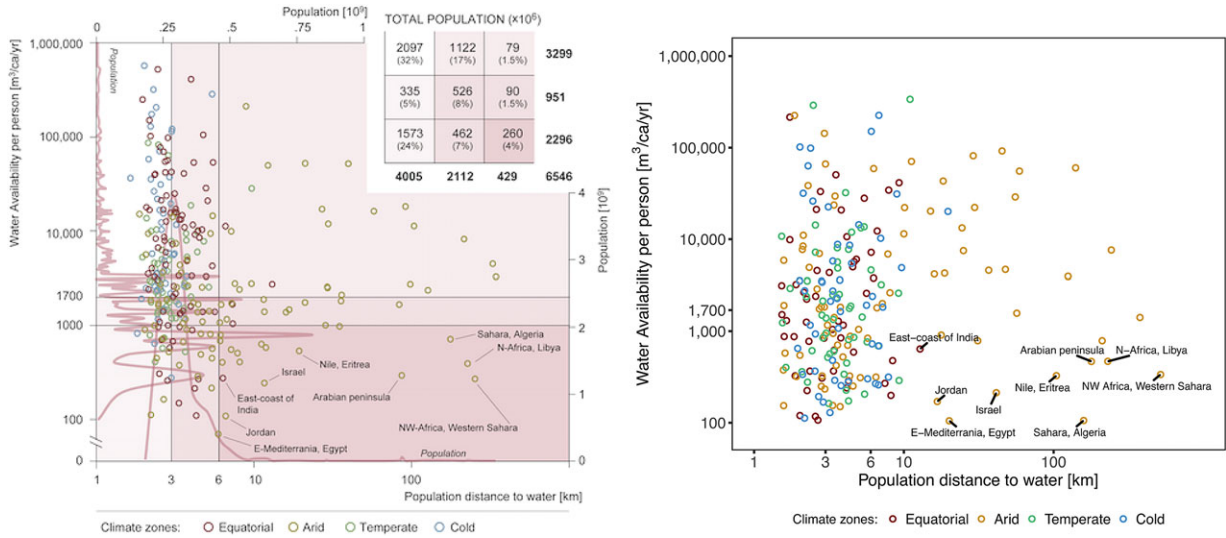 Population [10⁹]
0 .25 .5 .75 1
TOTAL POPULATION (x10⁶)
2097 1122 79 3299
(32%) (17%) (1.5%)
335 526 90 951
(5%) (8%) (1.5%)
1573 462 260 2296
(24%) (7%) (4%)
4005 2112 429 6546
Water Availability per person [m³/ca/yr]
1,000,000
100,000
10,000
1700
1000
100
0
Population
4
3
2
1
0
Population [10⁹]
Sahara, Algeria
N-Africa, Libya
Nile, Eritrea
Israel
Arabian peninsula
East-coast of
India
NW-Africa, Western Sahara
Jordan
E-Mediterrania, Egypt
Population
1 3 6 10 100
Population distance to water [km]
Climate zones: Equatorial Arid Temperate Cold
Water Availability per person [m³/ca/yr]
1,000,000
100,000
10,000
1,700
1,000
100
East−coast of India
Arabian peninsula
N−Africa, Libya
Nile, Eritrea
NW Africa, Western Sahara
Jordan
Israel
E−Mediterrania, Egypt
Sahara, Algeria
1 3 6 10 100
Population distance to water [km]
Climate zones: Equatorial Arid Temperate Cold